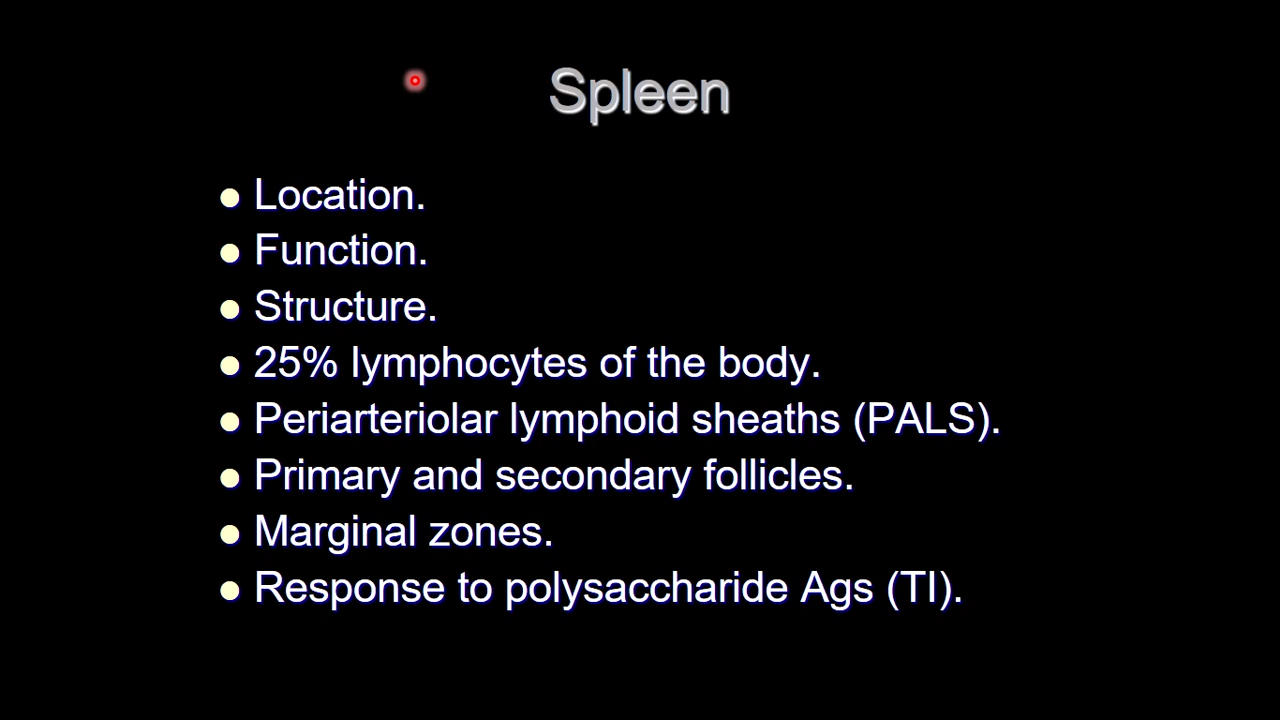 Spleen
Location.
Function.
Structure.
25% lymphocytes of the body.
Periarteriolar lymphoid sheaths (PALS).
Primary and secondary follicles.
Marginal zones.
Response to polysaccharide Ags (TI).